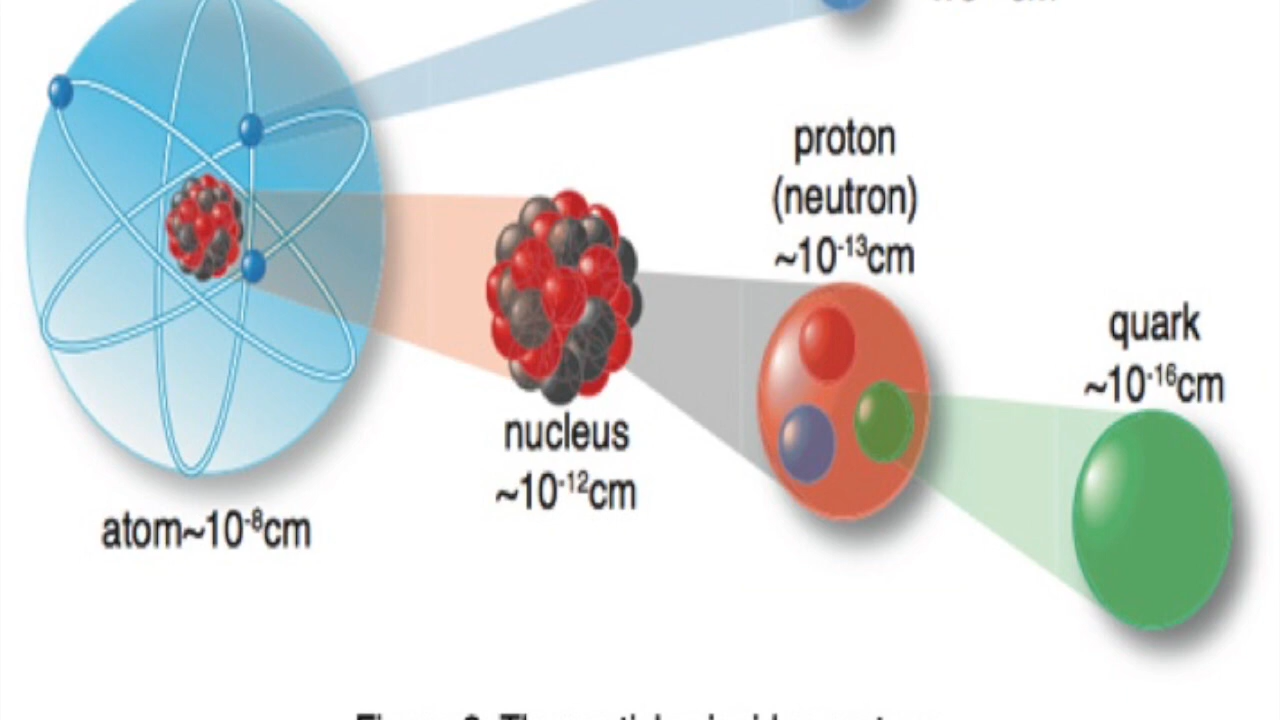 proton
(neutron)
~10⁻¹³cm
quark
~10⁻¹⁶cm
nucleus
~10⁻¹²cm
atom~10⁻⁸cm